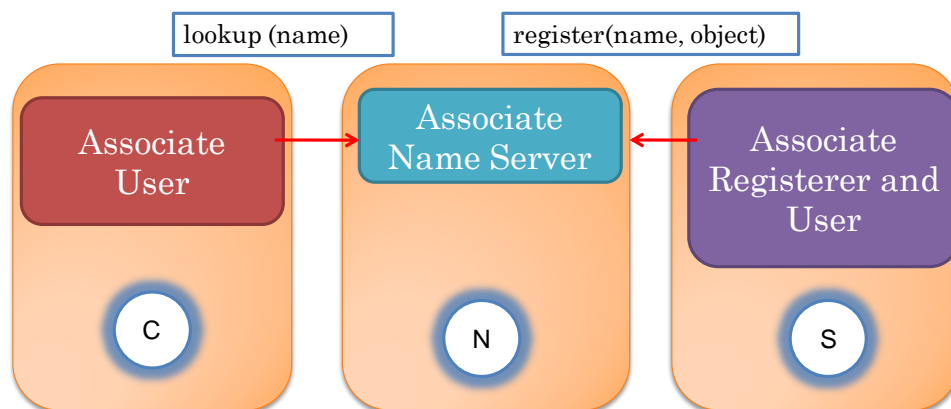 lookup (name)
register(name, object)
Associate
User
Associate
Name Server
Associate
Registerer and
User
C
N
S